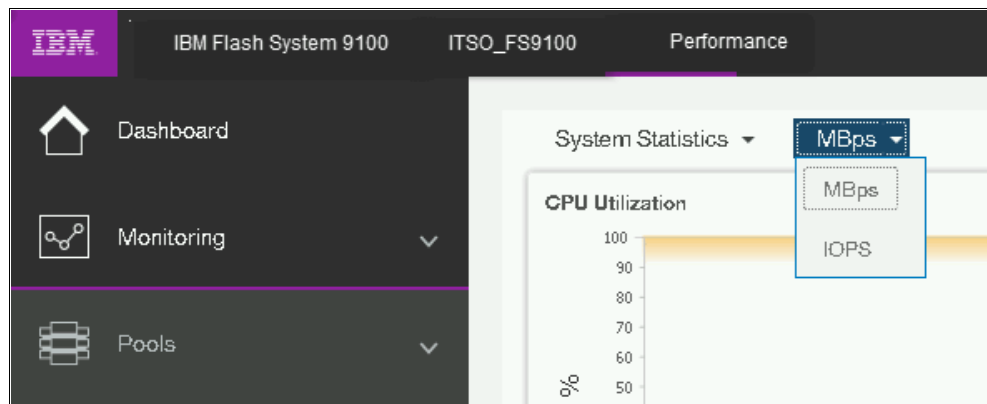 IBM IBM Flash System 9100 ITSO_FS9100 Performance
Dashboard
Monitoring
Pools
System Statistics MBps
MBps
IOPS
CPU Utilization
100
90
80
70
60
50
%